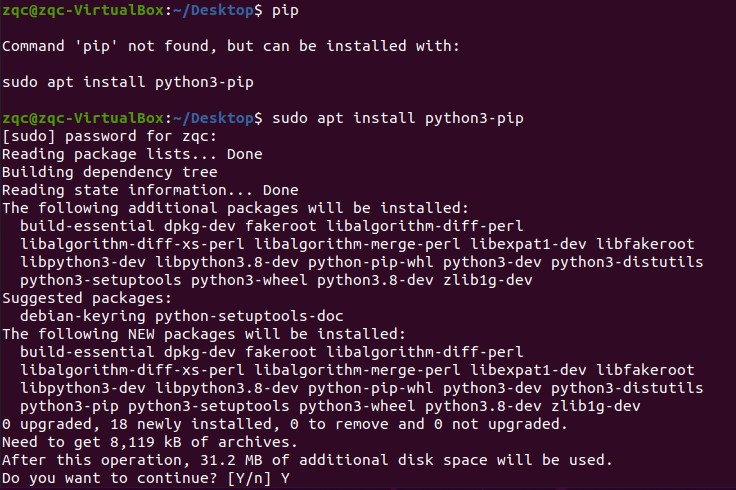 zqc@zqc-VirtualBox:~/Desktop$ pip
Command 'pip' not found, but can be installed with:
sudo apt install python3-pip
zqc@zqc-VirtualBox:~/Desktop$ sudo apt install python3-pip
[sudo] password for zqc:
Reading package lists... Done
Building dependency tree
Reading state information... Done
The following additional packages will be installed:
  build-essential dpkg-dev fakeroot libalgorithm-diff-perl
  libalgorithm-diff-xs-perl libalgorithm-merge-perl libexpat1-dev libfakeroot
  libpython3-dev libpython3.8-dev python-pip-whl python3-dev python3-distutils
  python3-setuptools python3-wheel python3.8-dev zlib1g-dev
Suggested packages:
  debian-keyring python-setuptools-doc
The following NEW packages will be installed:
  build-essential dpkg-dev fakeroot libalgorithm-diff-perl
  libalgorithm-diff-xs-perl libalgorithm-merge-perl libexpat1-dev libfakeroot
  libpython3-dev libpython3.8-dev python-pip-whl python3-dev python3-distutils
  python3-pip python3-setuptools python3-wheel python3.8-dev zlib1g-dev
0 upgraded, 18 newly installed, 0 to remove and 0 not upgraded.
Need to get 8,119 kB of archives.
After this operation, 31.2 MB of additional disk space will be used.
Do you want to continue? [Y/n] Y